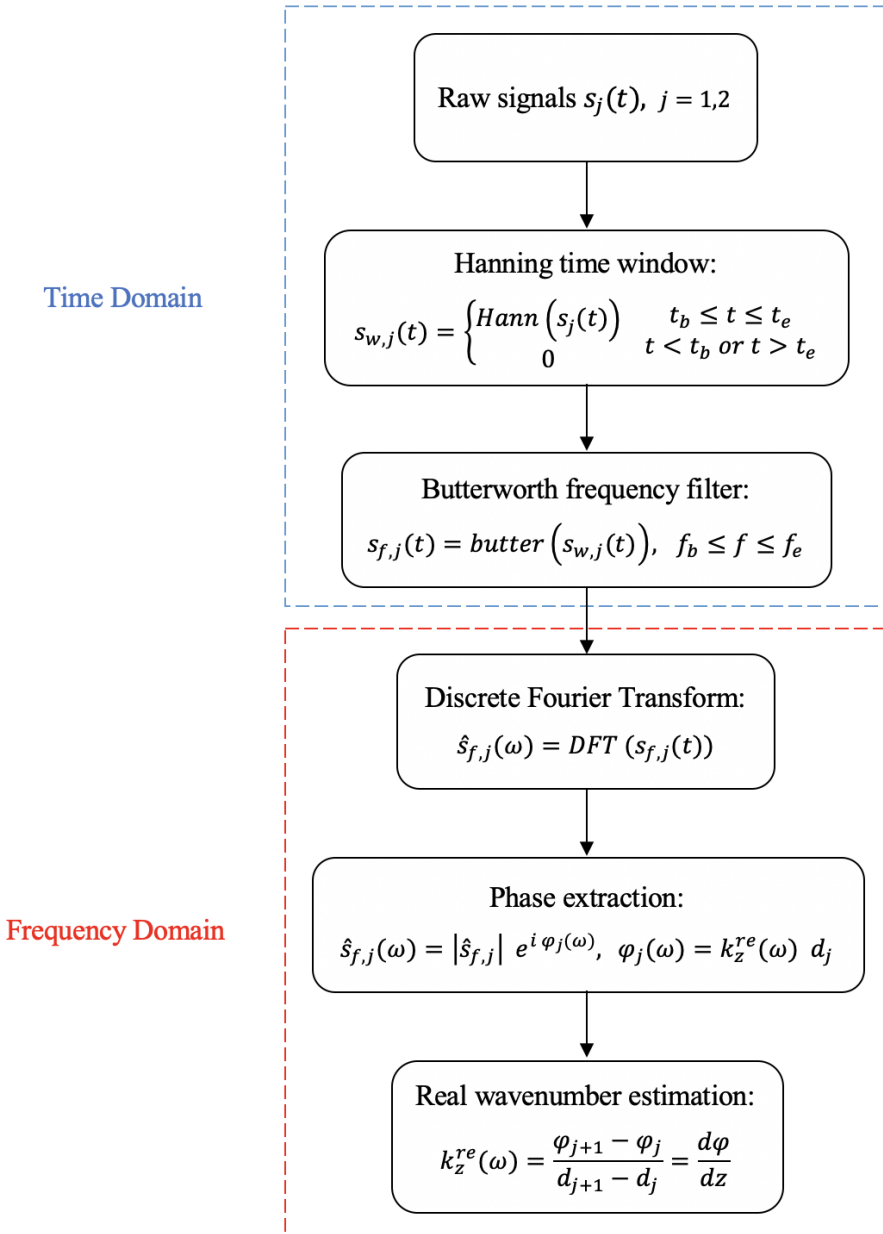 Raw signals s_j(t), j = 1,2
Hanning time window:
s_{w,j}(t) = { Hann (s_j(t))   t_b ≤ t ≤ t_e
0   t < t_b or t > t_e
Time Domain
Butterworth frequency filter:
s_{f,j}(t) = butter (s_{w,j}(t)),  f_b ≤ f ≤ f_e
Discrete Fourier Transform:
ŝ_{f,j}(ω) = DFT (s_{f,j}(t))
Phase extraction:
ŝ_{f,j}(ω) = |ŝ_{f,j}| e^{i φ_j(ω)},  φ_j(ω) = k_z^{re}(ω) d_j
Frequency Domain
Real wavenumber estimation:
k_z^{re}(ω) = (φ_{j+1} − φ_j)/(d_{j+1} − d_j) = dφ/dz